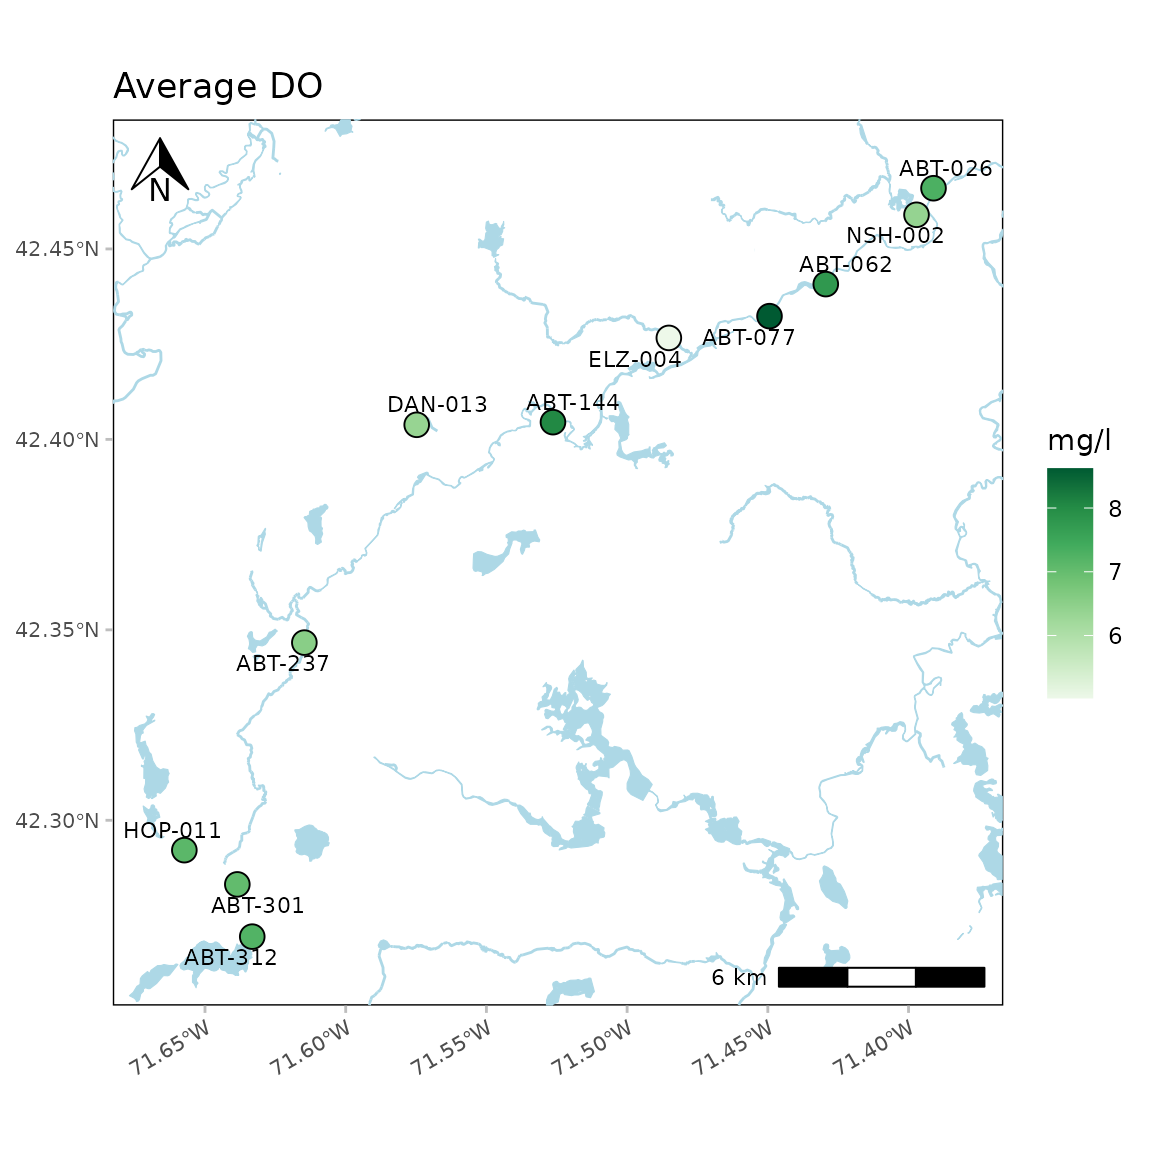 Average DO
N
ABT-026
NSH-002
ABT-062
ABT-077
ELZ-004
DAN-013
ABT-144
ABT-237
HOP-011
ABT-301
ABT-312
6 km
42.45°N
42.40°N
42.35°N
42.30°N
71.65°W
71.60°W
71.55°W
71.50°W
71.45°W
71.40°W
mg/l
8
7
6